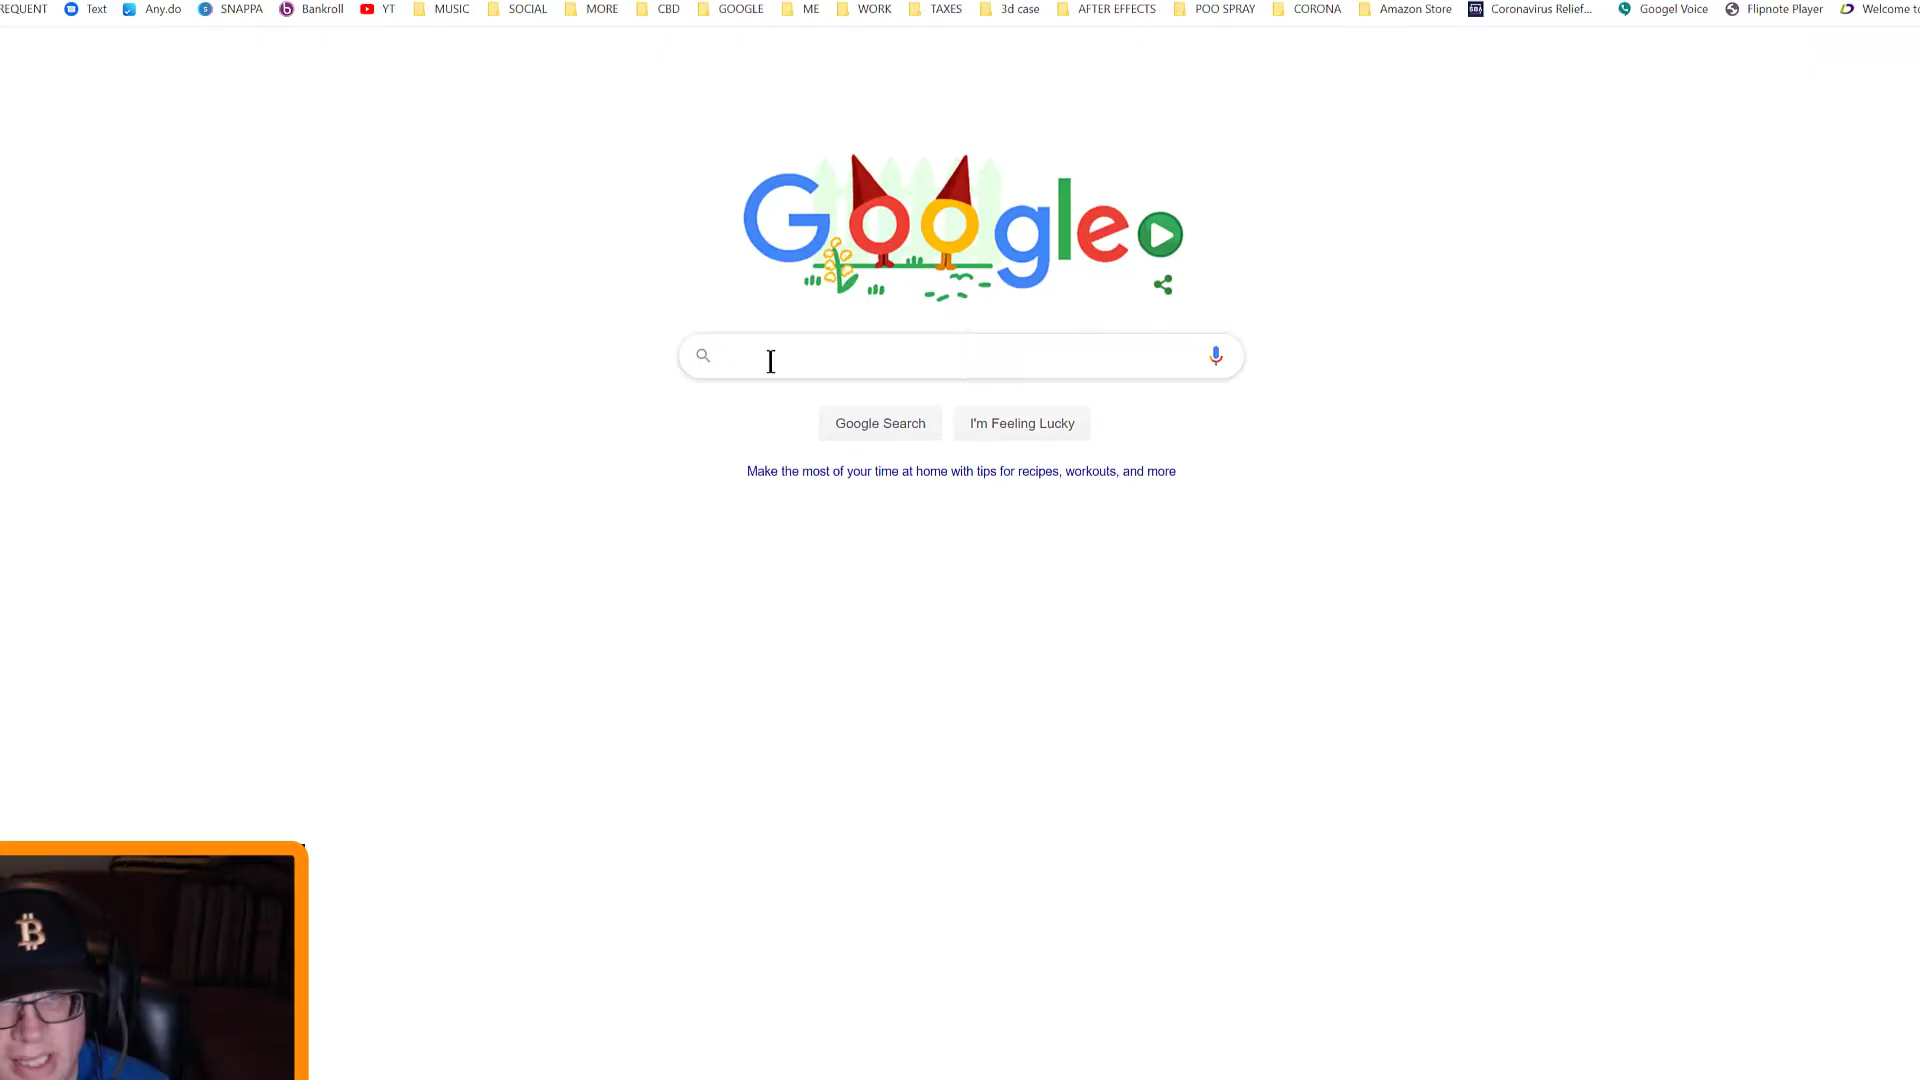 REQUENT Text Any.do SNAPPA Bankroll YT MUSIC SOCIAL MORE CBD GOOGLE ME WORK TAXES 3d case AFTER EFFECTS POO SPRAY CORONA Amazon Store Coronavirus Relief... Googel Voice Flipnote Player Welcome to
Google
Google Search I'm Feeling Lucky
Make the most of your time at home with tips for recipes, workouts, and more